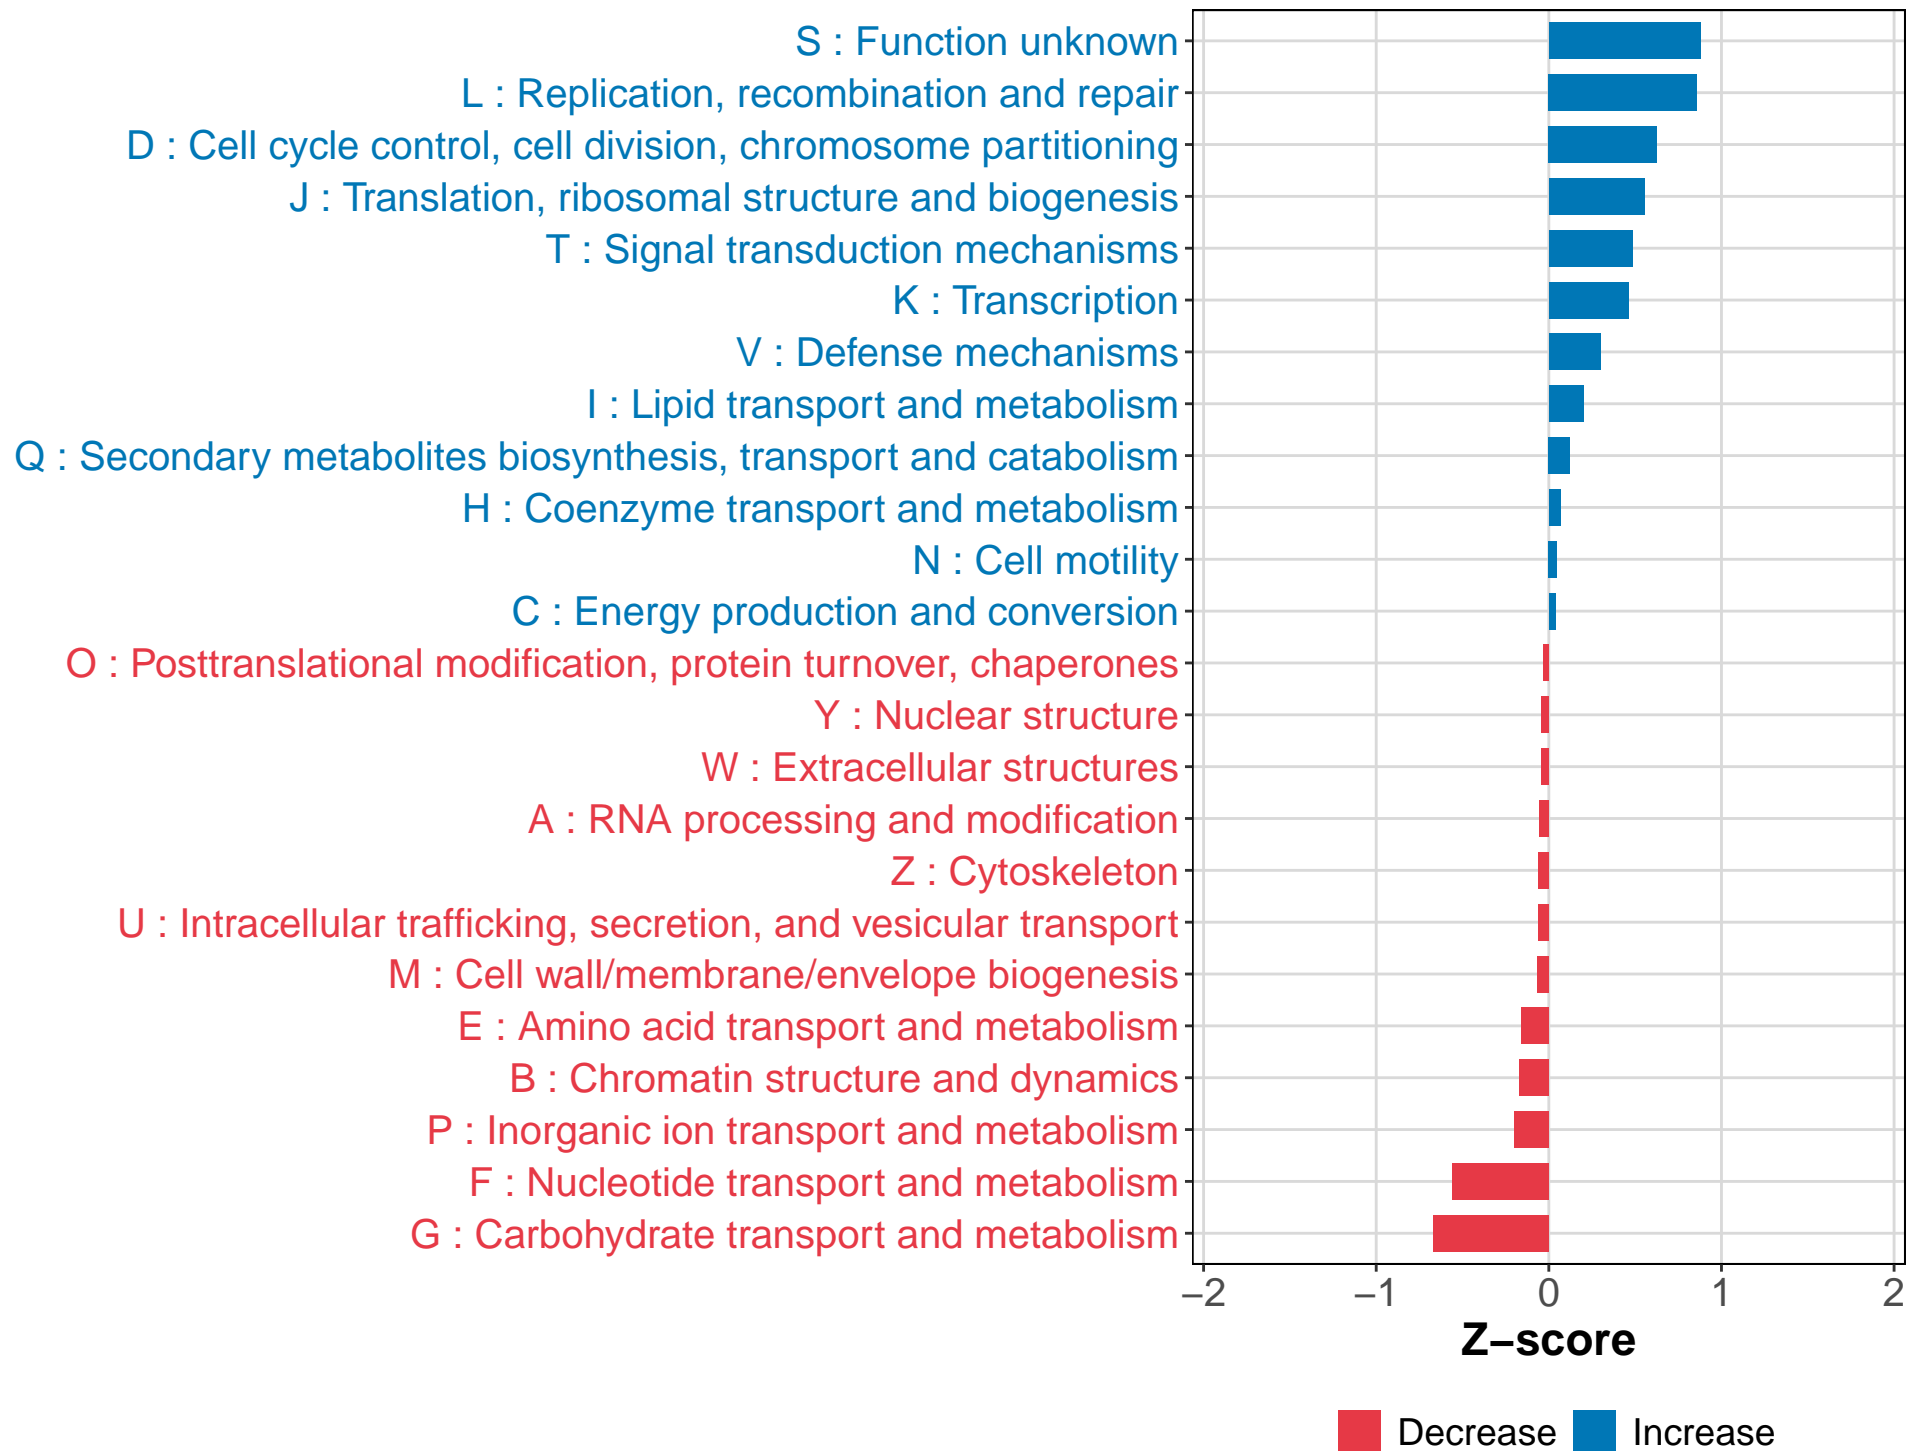 S : Function unknown
L : Replication, recombination and repair
D : Cell cycle control, cell division, chromosome partitioning
J : Translation, ribosomal structure and biogenesis
T : Signal transduction mechanisms
K : Transcription
V : Defense mechanisms
I : Lipid transport and metabolism
Q : Secondary metabolites biosynthesis, transport and catabolism
H : Coenzyme transport and metabolism
N : Cell motility
C : Energy production and conversion
O : Posttranslational modification, protein turnover, chaperones
Y : Nuclear structure
W : Extracellular structures
A : RNA processing and modification
Z : Cytoskeleton
U : Intracellular trafficking, secretion, and vesicular transport
M : Cell wall/membrane/envelope biogenesis
E : Amino acid transport and metabolism
B : Chromatin structure and dynamics
P : Inorganic ion transport and metabolism
F : Nucleotide transport and metabolism
G : Carbohydrate transport and metabolism
−2 −1 0 1 2
Z−score
Decrease Increase